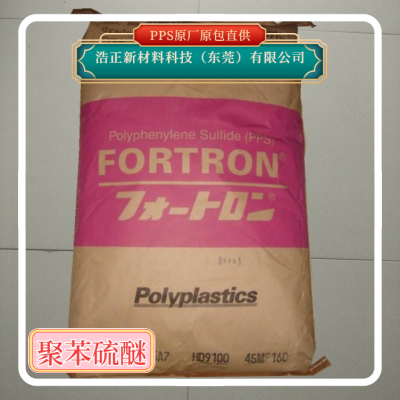 PPS原厂原包直供
浩正新材料科技（东莞）有限公司
Polyphenylene Sulfide (PPS)
FORTRON®
フォートロン®
Polyplastics
HD9100
聚苯硫醚